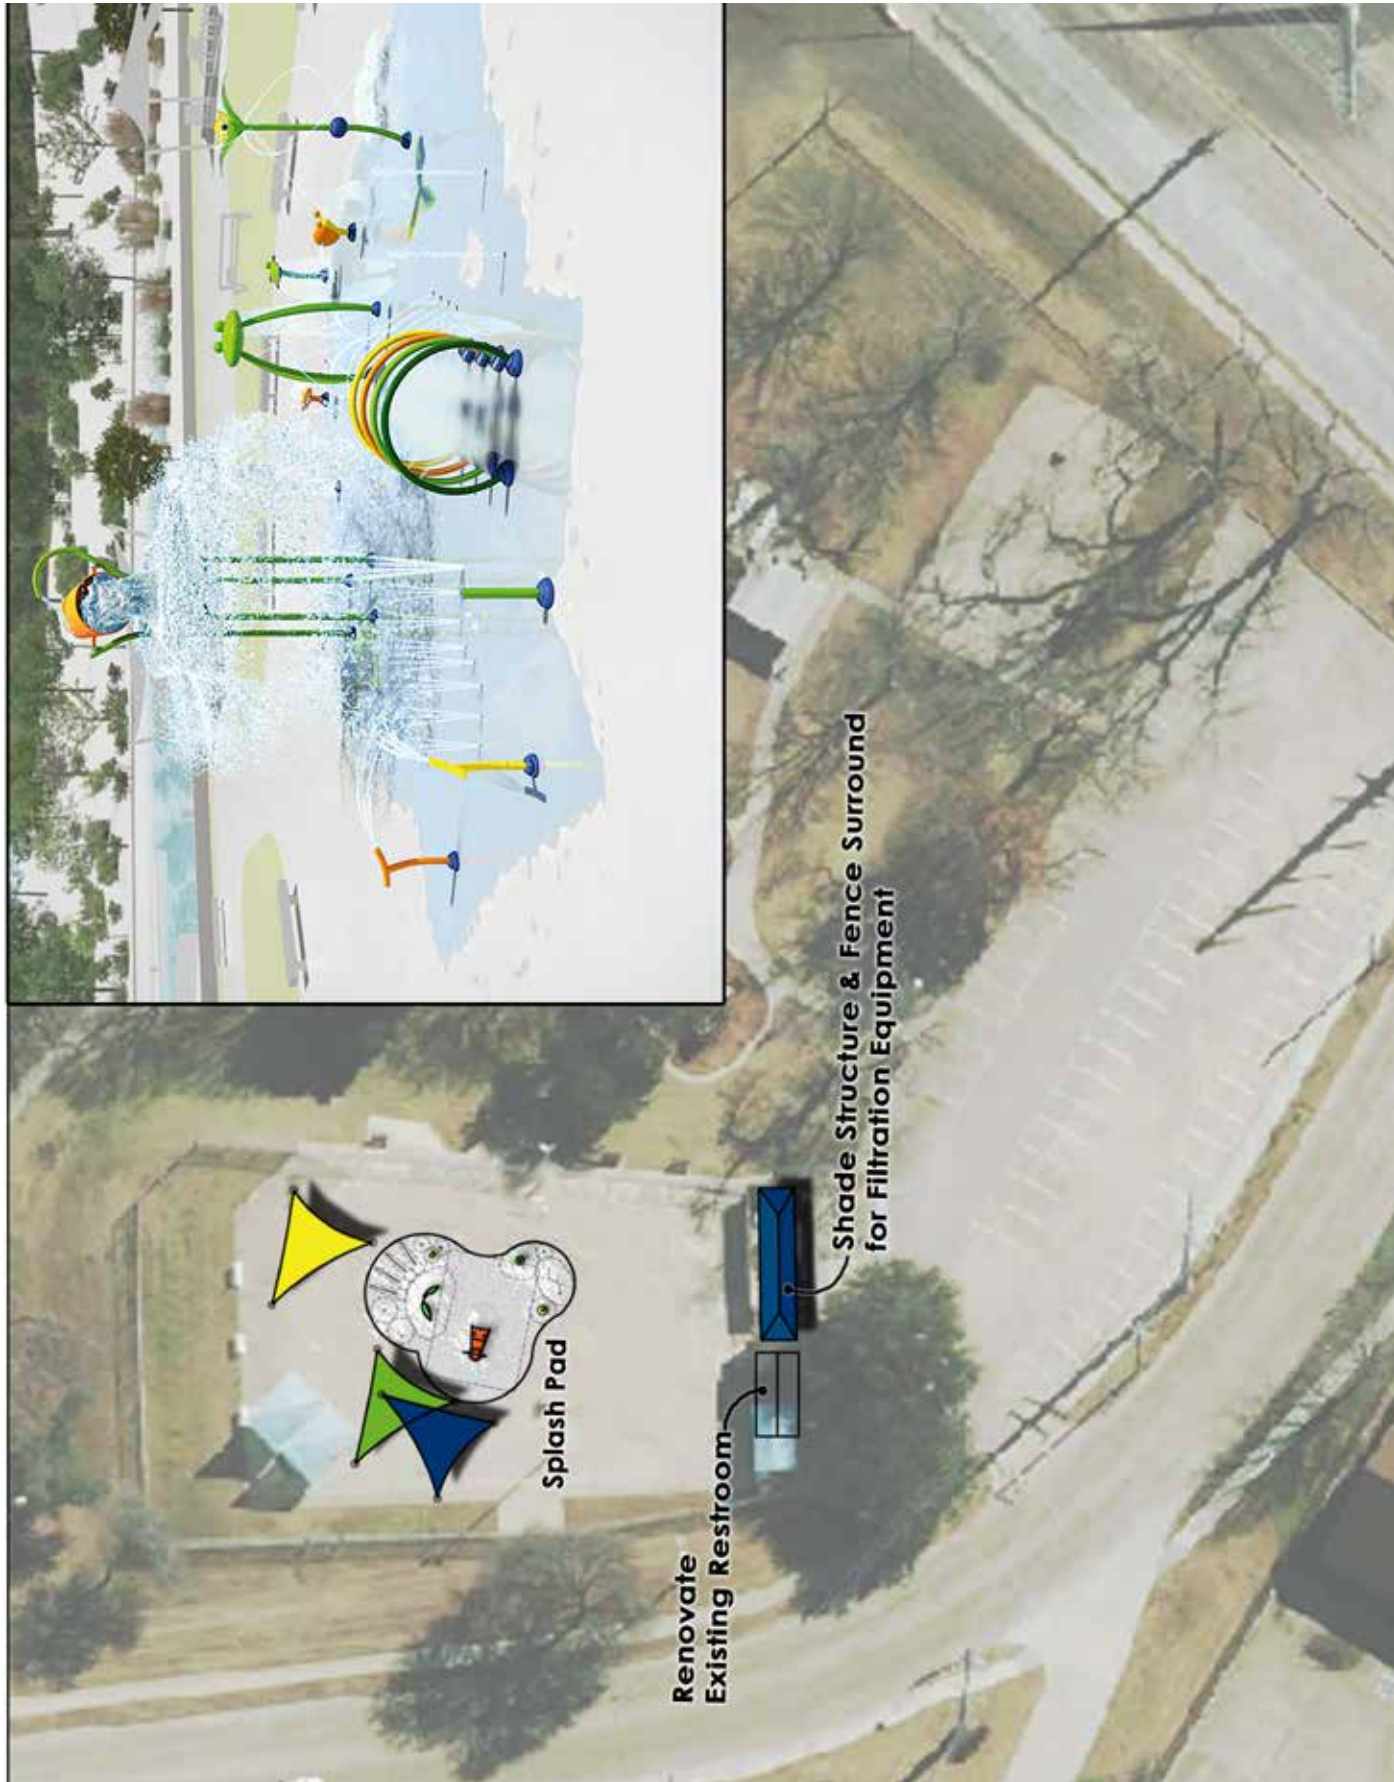 Splash Pad
Renovate
Existing Restroom
Shade Structure & Fence Surround
for Filtration Equipment